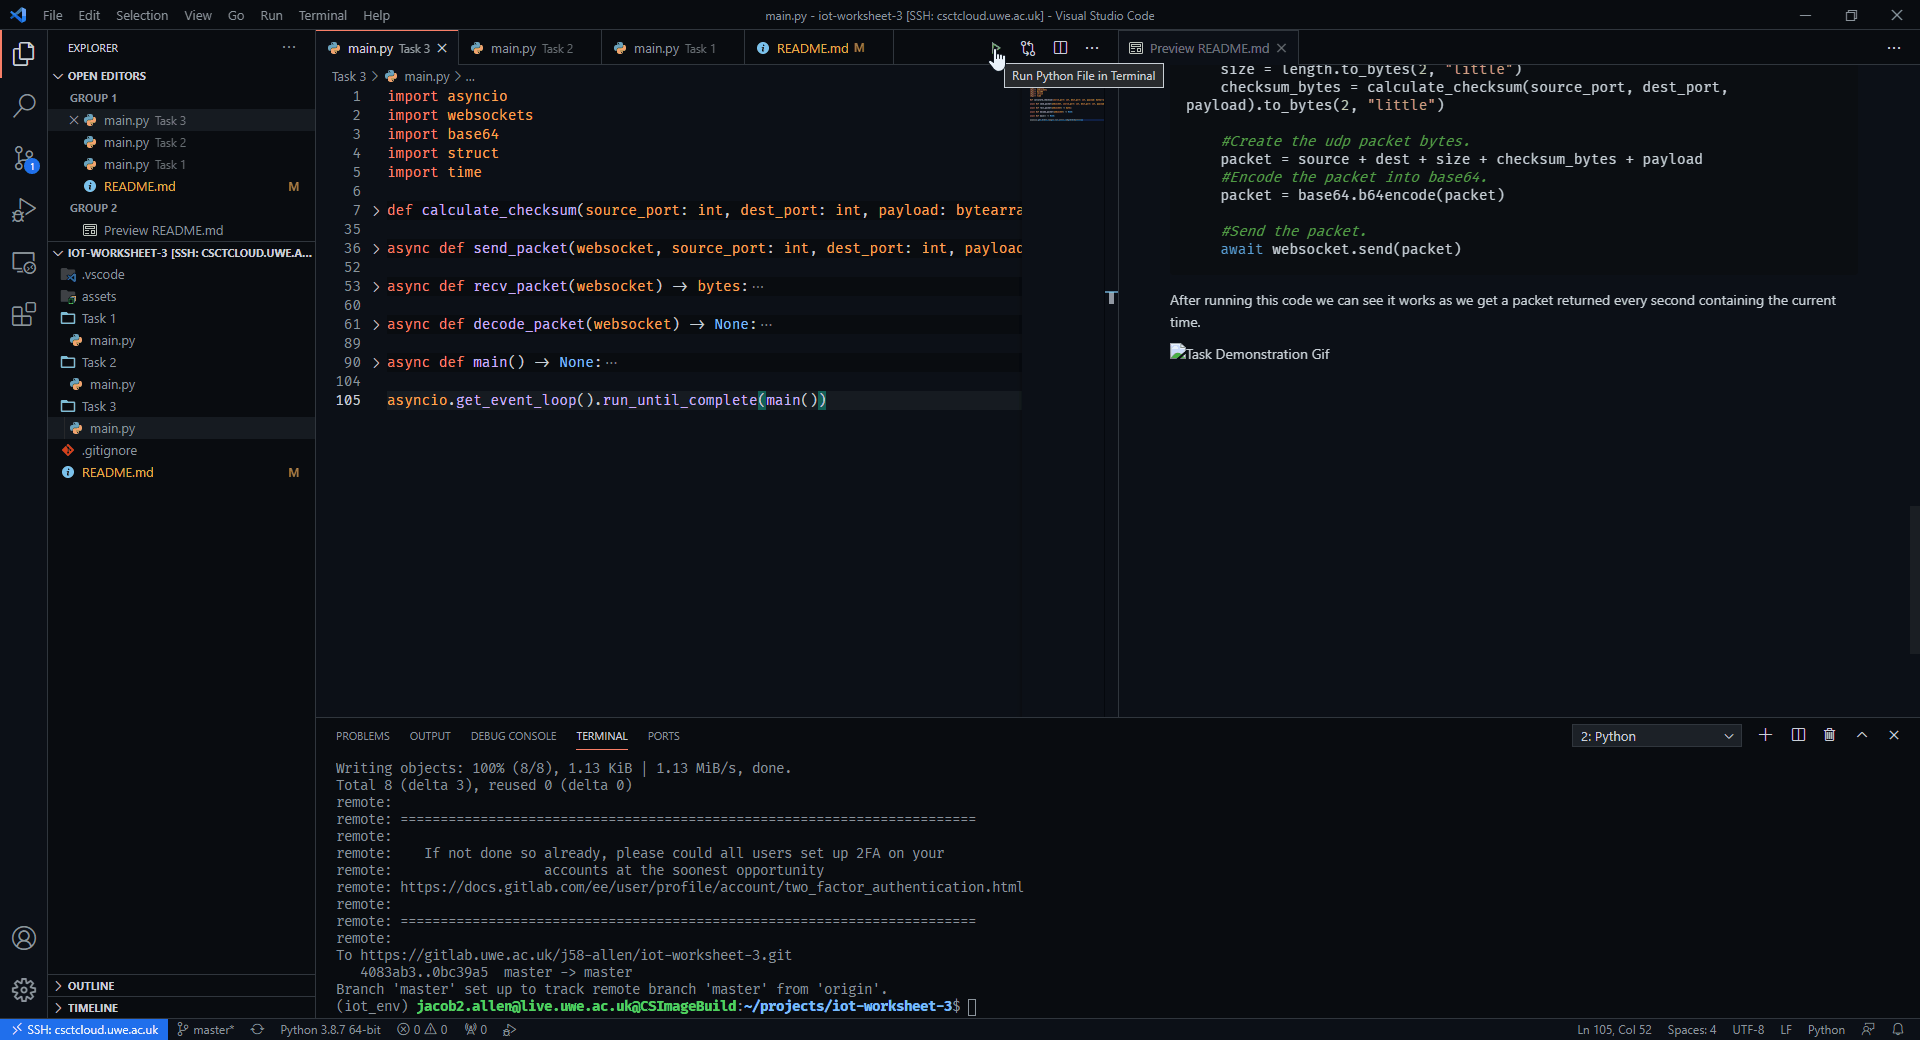 File Edit Selection View Go Run Terminal Help
main.py - iot-worksheet-3 [SSH: csctcloud.uwe.ac.uk] - Visual Studio Code
EXPLORER
OPEN EDITORS
GROUP 1
main.py Task 3
main.py Task 2
main.py Task 1
README.md M
GROUP 2
Preview README.md
IOT-WORKSHEET-3 [SSH: CSCTCLOUD.UWE.A...
.vscode
assets
Task 1
main.py
Task 2
main.py
Task 3
main.py
.gitignore
README.md M
OUTLINE
TIMELINE
main.py Task 3
main.py Task 2
main.py Task 1
README.md M
Run Python File in Terminal
Task 3 > main.py > ...
1 import asyncio
2 import websockets
3 import base64
4 import struct
5 import time
6
7 def calculate_checksum(source_port: int, dest_port: int, payload: bytearra
35
36 async def send_packet(websocket, source_port: int, dest_port: int, payload
52
53 async def recv_packet(websocket) → bytes:···
60
61 async def decode_packet(websocket) → None:···
89
90 async def main() → None:···
104
105 asyncio.get_event_loop().run_until_complete(main())
Preview README.md
size = length.to_bytes(2, "little")
checksum_bytes = calculate_checksum(source_port, dest_port,
payload).to_bytes(2, "little")
#Create the udp packet bytes.
packet = source + dest + size + checksum_bytes + payload
#Encode the packet into base64.
packet = base64.b64encode(packet)
#Send the packet.
await websocket.send(packet)
After running this code we can see it works as we get a packet returned every second containing the current
time.
Task Demonstration Gif
PROBLEMS OUTPUT DEBUG CONSOLE TERMINAL PORTS
2: Python
Writing objects: 100% (8/8), 1.13 KiB | 1.13 MiB/s, done.
Total 8 (delta 3), reused 0 (delta 0)
remote:
remote: ========================================================================
remote:
remote:    If not done so already, please could all users set up 2FA on your
remote:                   accounts at the soonest opportunity
remote: https://docs.gitlab.com/ee/user/profile/account/two_factor_authentication.html
remote:
remote: ========================================================================
remote:
To https://gitlab.uwe.ac.uk/j58-allen/iot-worksheet-3.git
   4083ab3..0bc39a5  master -> master
Branch 'master' set up to track remote branch 'master' from 'origin'.
(iot_env) jacob2.allen@live.uwe.ac.uk@CSImageBuild:~/projects/iot-worksheet-3$
1
SSH: csctcloud.uwe.ac.uk master* Python 3.8.7 64-bit 0 0 0
Ln 105, Col 52 Spaces: 4 UTF-8 LF Python